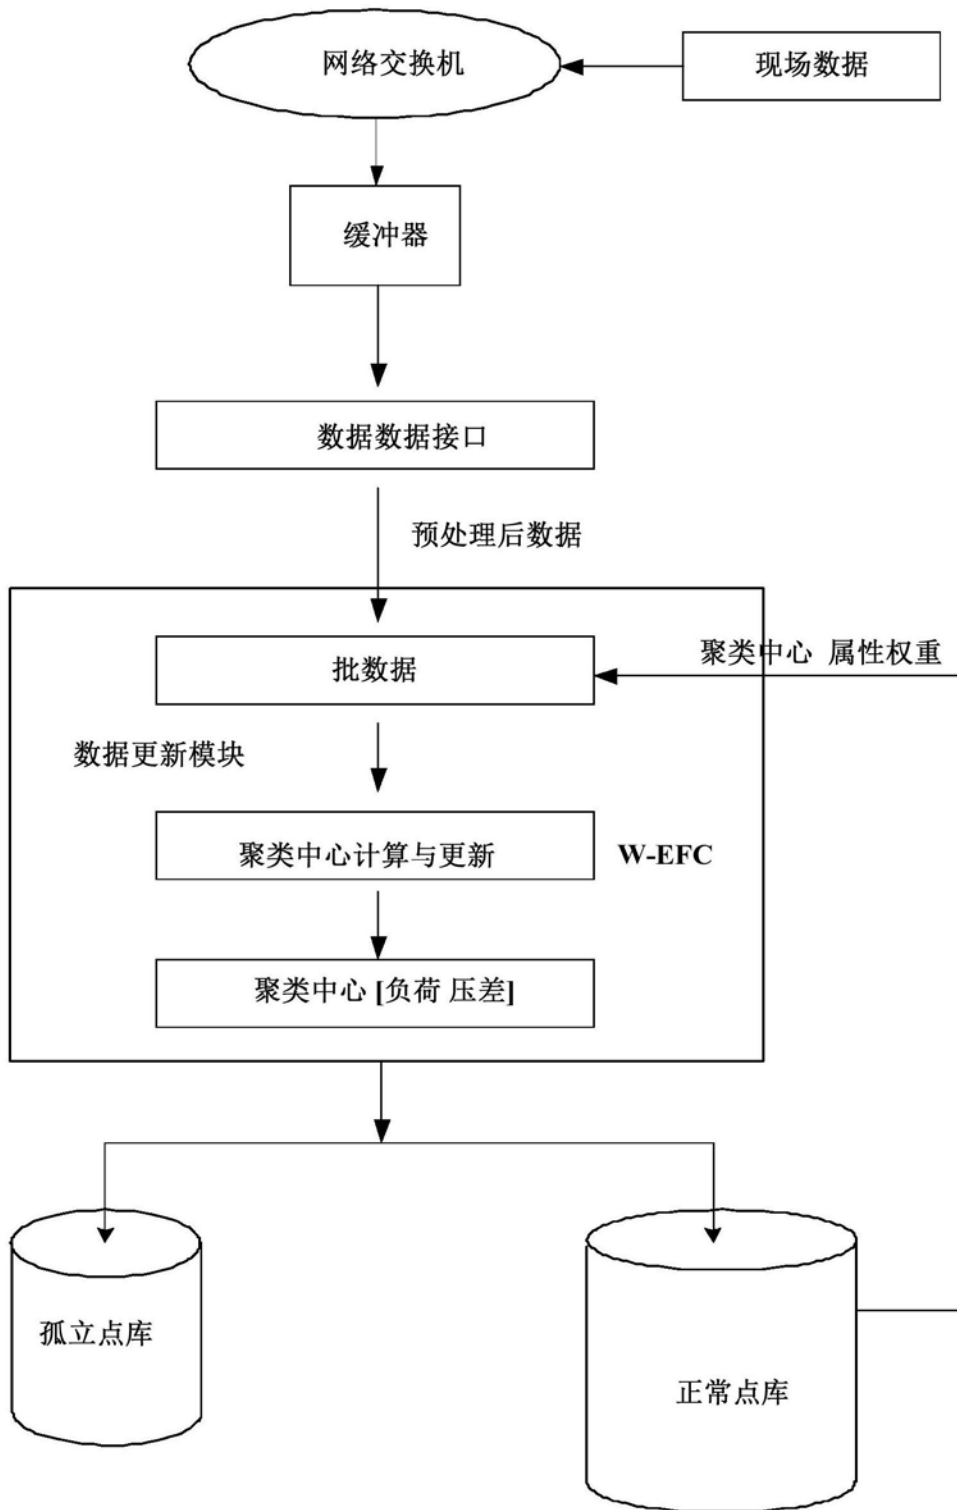 网络交换机
现场数据
缓冲器
数据数据接口
预处理后数据
批数据
聚类中心 属性权重
数据更新模块
聚类中心计算与更新
W-EFC
聚类中心 [负荷 压差]
孤立点库
正常点库